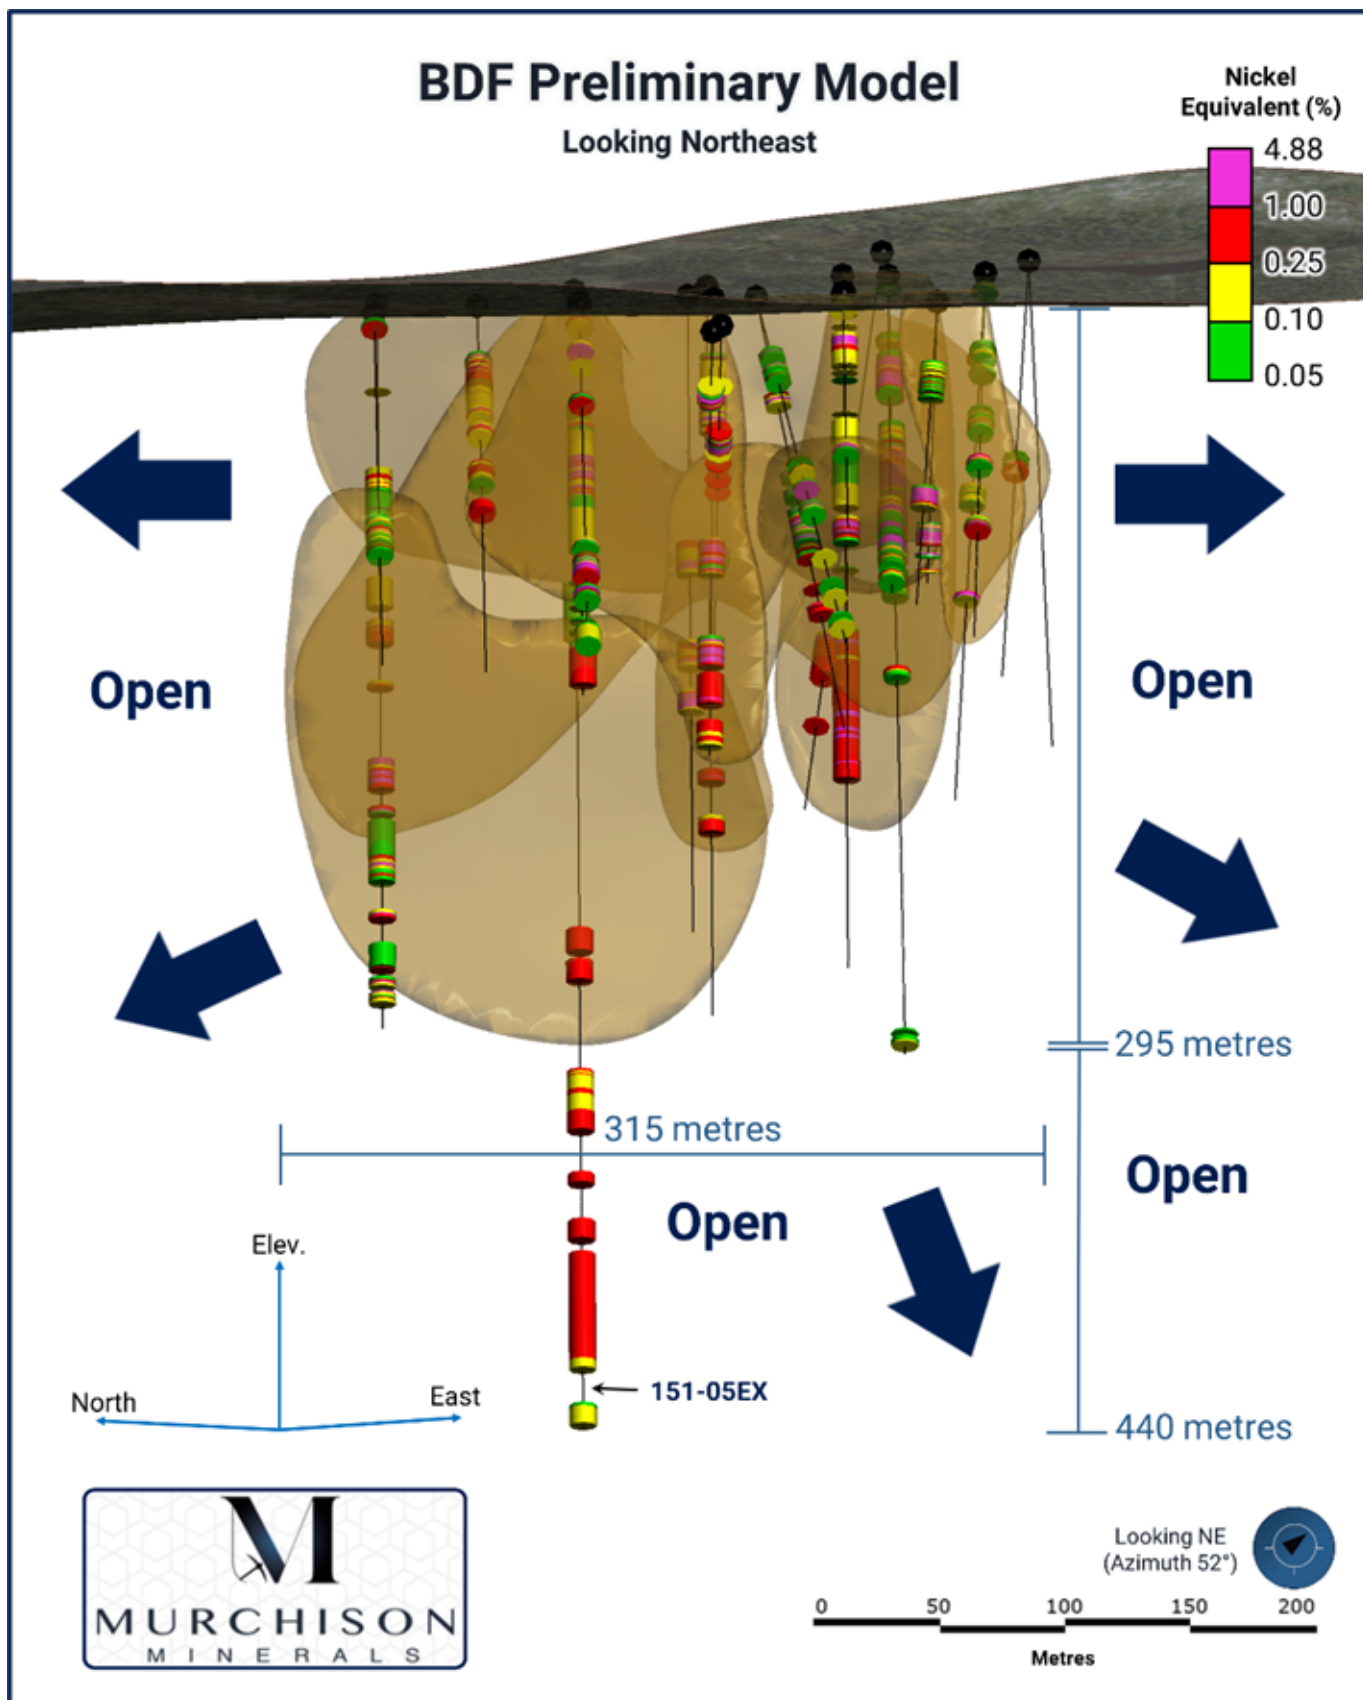 BDF Preliminary Model
Looking Northeast
Nickel
Equivalent (%)
4.88
1.00
0.25
0.10
0.05
Open
Open
295 metres
315 metres
Open
Open
Elev.
North
East
151-05EX
440 metres
M
MURCHISON
MINERALS
Looking NE
(Azimuth 52°)
0 50 100 150 200
Metres